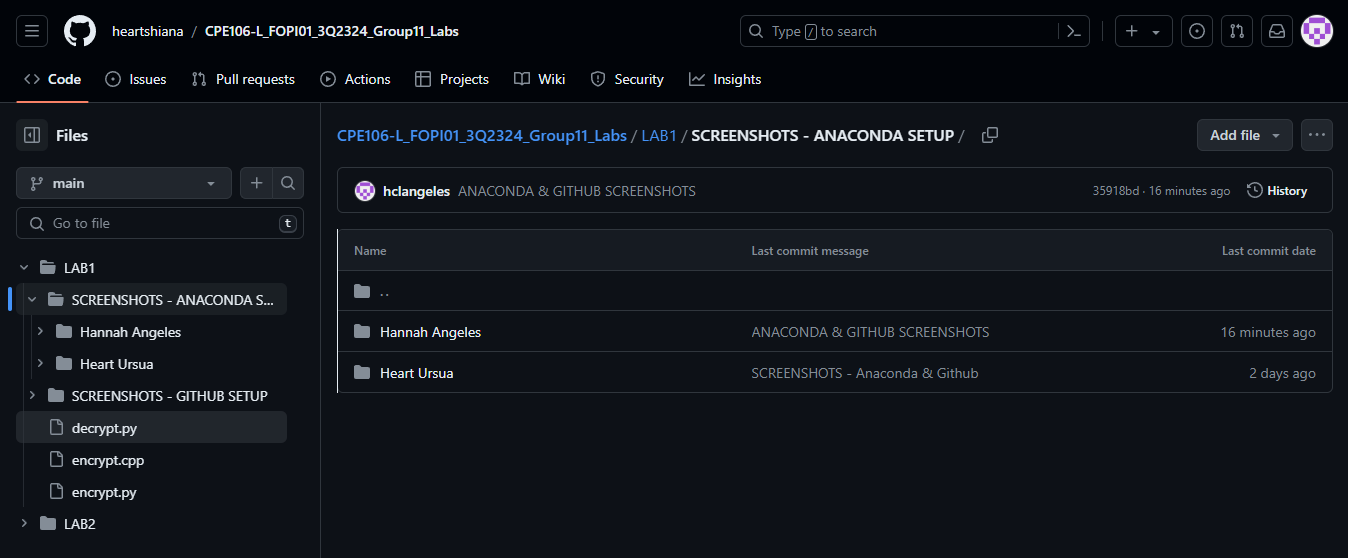 heartshiana / CPE106-L_FOPI01_3Q2324_Group11_Labs
Type / to search
Code Issues Pull requests Actions Projects Wiki Security Insights
Files
main
Go to file t
LAB1
SCREENSHOTS - ANACONDA S...
Hannah Angeles
Heart Ursua
SCREENSHOTS - GITHUB SETUP
decrypt.py
encrypt.cpp
encrypt.py
LAB2
CPE106-L_FOPI01_3Q2324_Group11_Labs / LAB1 / SCREENSHOTS - ANACONDA SETUP /
Add file
hclangeles ANACONDA & GITHUB SCREENSHOTS 35918bd · 16 minutes ago History
Name Last commit message Last commit date
..
Hannah Angeles ANACONDA & GITHUB SCREENSHOTS 16 minutes ago
Heart Ursua SCREENSHOTS - Anaconda & Github 2 days ago